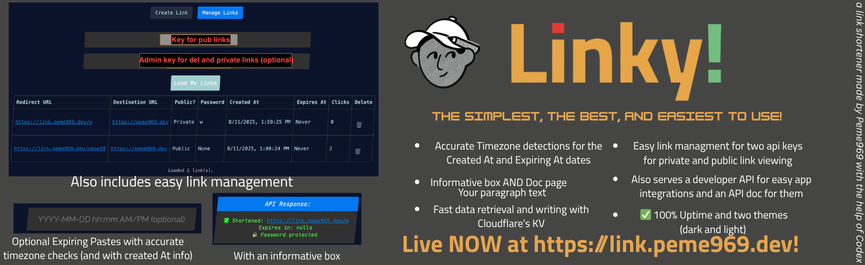 Create Link
Manage Links
Key for pub links
Admin key for del and private links (optional)
Load My Links
Redirect URL Destination URL Public? Password Created At Expires At Clicks Delete
https://link.peme969.dev/w https://peme969.dev Private w 8/11/2025, 1:59:25 PM Never 0
https://link.peme969.dev/ https://peme969.dev Public None 8/11/2025, 1:00:24 PM Never 2
Loaded 2 link(s).
Also includes easy link management
YYYY-MM-DD hh:mm AM/PM (optional)
Optional Expiring Pastes with accurate
timezone checks (and with created At info)
API Response:
✅ Shortened: https://link.peme969.dev/w
Expires in: nulls
🔒 Password protected
With an informative box
Linky!
THE SIMPLEST, THE BEST, AND EASIEST TO USE!
• Accurate Timezone detections for the
Created At and Expiring At dates
• Informative box AND Doc page
Your paragraph text
• Fast data retrieval and writing with
Cloudflare's KV
• Easy link managment for two api keys
for private and public link viewing
• Also serves a developer API for easy app
integrations and an API doc for them
• ✅ 100% Uptime and two themes
(dark and light)
Live NOW at https://link.peme969.dev!
a link shortener made by Peme969 with the help of Codex